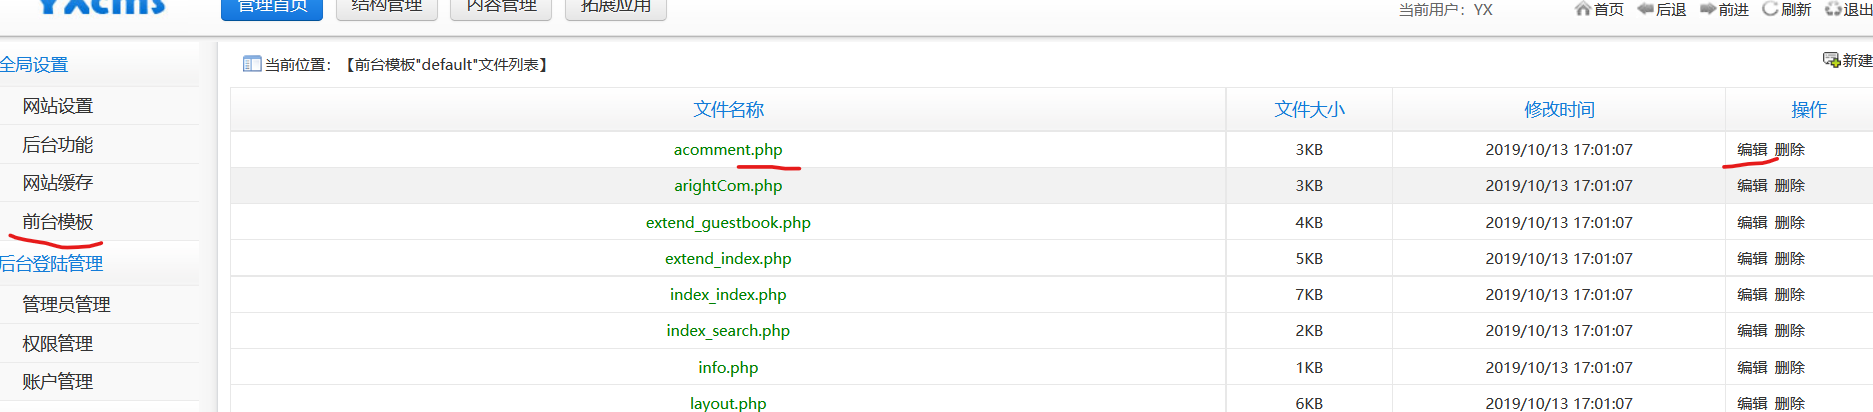 YXcms
管理首页 结构管理 内容管理 拓展应用 当前用户：YX 首页 后退 前进 刷新 退出
全局设置
网站设置
后台功能
网站缓存
前台模板
后台登陆管理
管理员管理
权限管理
账户管理
当前位置：【前台模板"default"文件列表】 新建
文件名称 文件大小 修改时间 操作
acomment.php 3KB 2019/10/13 17:01:07 编辑 删除
arightCom.php 3KB 2019/10/13 17:01:07 编辑 删除
extend_guestbook.php 4KB 2019/10/13 17:01:07 编辑 删除
extend_index.php 5KB 2019/10/13 17:01:07 编辑 删除
index_index.php 7KB 2019/10/13 17:01:07 编辑 删除
index_search.php 2KB 2019/10/13 17:01:07 编辑 删除
info.php 1KB 2019/10/13 17:01:07 编辑 删除
layout.php 6KB 2019/10/13 17:01:07 编辑 删除